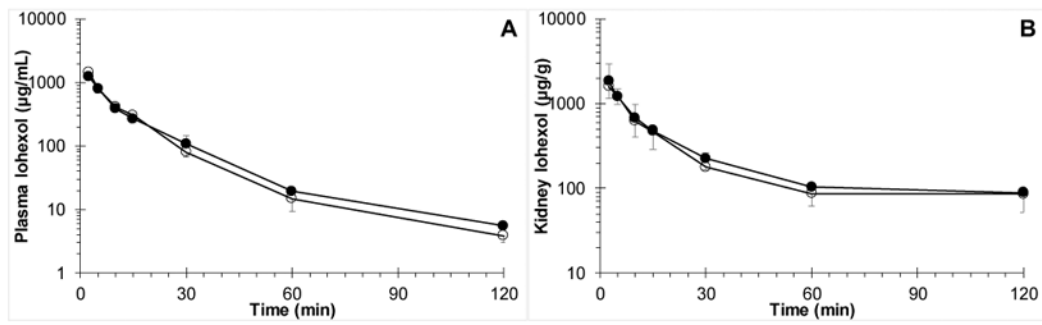 A
10000
1000
100
10
1
Plasma Iohexol (µg/mL)
0 30 60 90 120
Time (min)
B
10000
1000
100
10
Kidney Iohexol (µg/g)
0 30 60 90 120
Time (min)